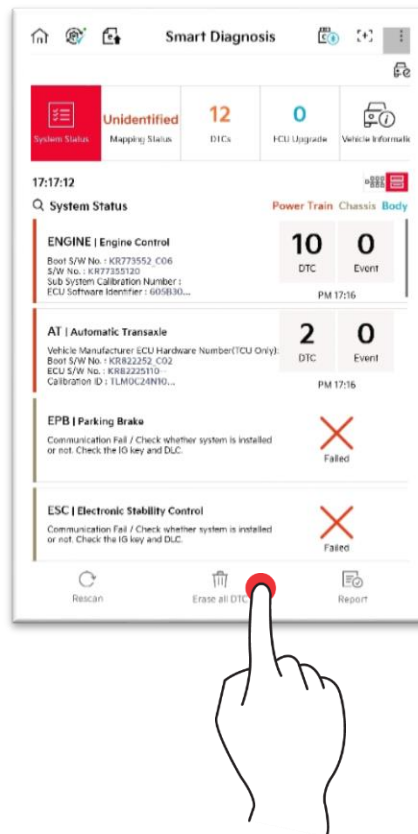 Smart Diagnosis
System Status
Unidentified
Mapping Status
12
DTCs
0
ECU Upgrade
Vehicle Informatic
17:17:12
System Status
Power Train Chassis Body
ENGINE | Engine Control
Boot S/W No. : KR773552_C06
S/W No. : KR77355120
Sub System Calibration Number :
ECU Software Identifier : 605B30...
10
DTC
0
Event
PM 17:16
AT | Automatic Transaxle
Vehicle Manufacturer ECU Hardware Number(TCU Only):
Boot S/W No. : KR822252_C02
ECU S/W No. : KR82225110
Calibration ID : TLM0C24N10...
2
DTC
0
Event
PM 17:16
EPB | Parking Brake
Communication Fail / Check whether system is installed
or not. Check the IG key and DLC.
Failed
ESC | Electronic Stability Control
Communication Fail / Check whether system is installed
or not. Check the IG key and DLC.
Failed
Rescan
Erase all DTC
Report